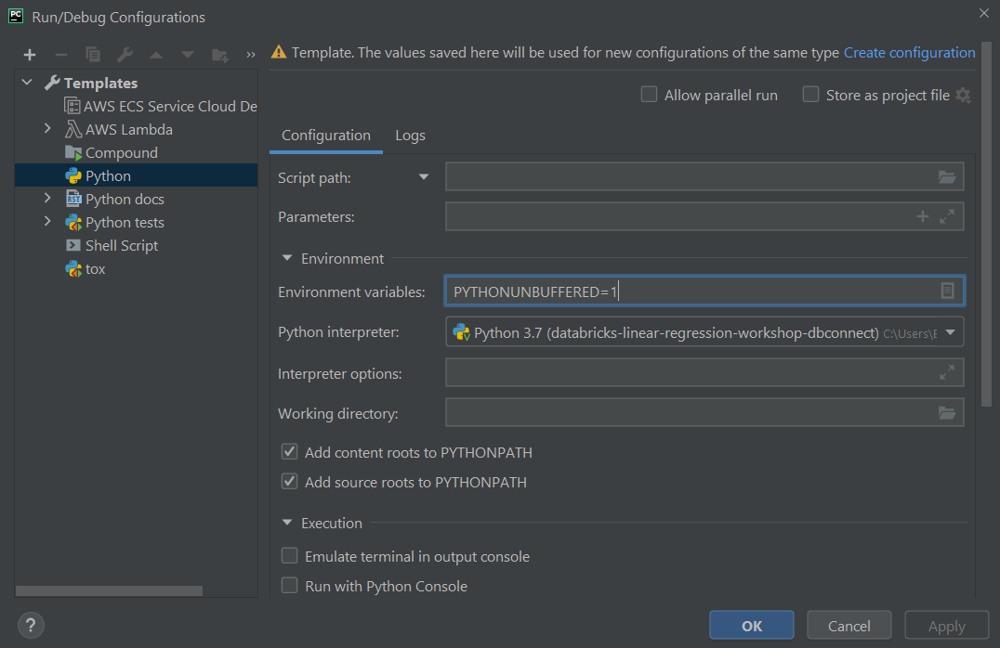 PC Run/Debug Configurations
Template. The values saved here will be used for new configurations of the same type Create configuration
Templates
AWS ECS Service Cloud De
AWS Lambda
Compound
Python
Python docs
Python tests
Shell Script
tox
Allow parallel run
Store as project file
Configuration
Logs
Script path:
Parameters:
Environment
Environment variables: PYTHONUNBUFFERED=1
Python interpreter: Python 3.7 (databricks-linear-regression-workshop-dbconnect) C:\Users\E
Interpreter options:
Working directory:
Add content roots to PYTHONPATH
Add source roots to PYTHONPATH
Execution
Emulate terminal in output console
Run with Python Console
?
OK
Cancel
Apply